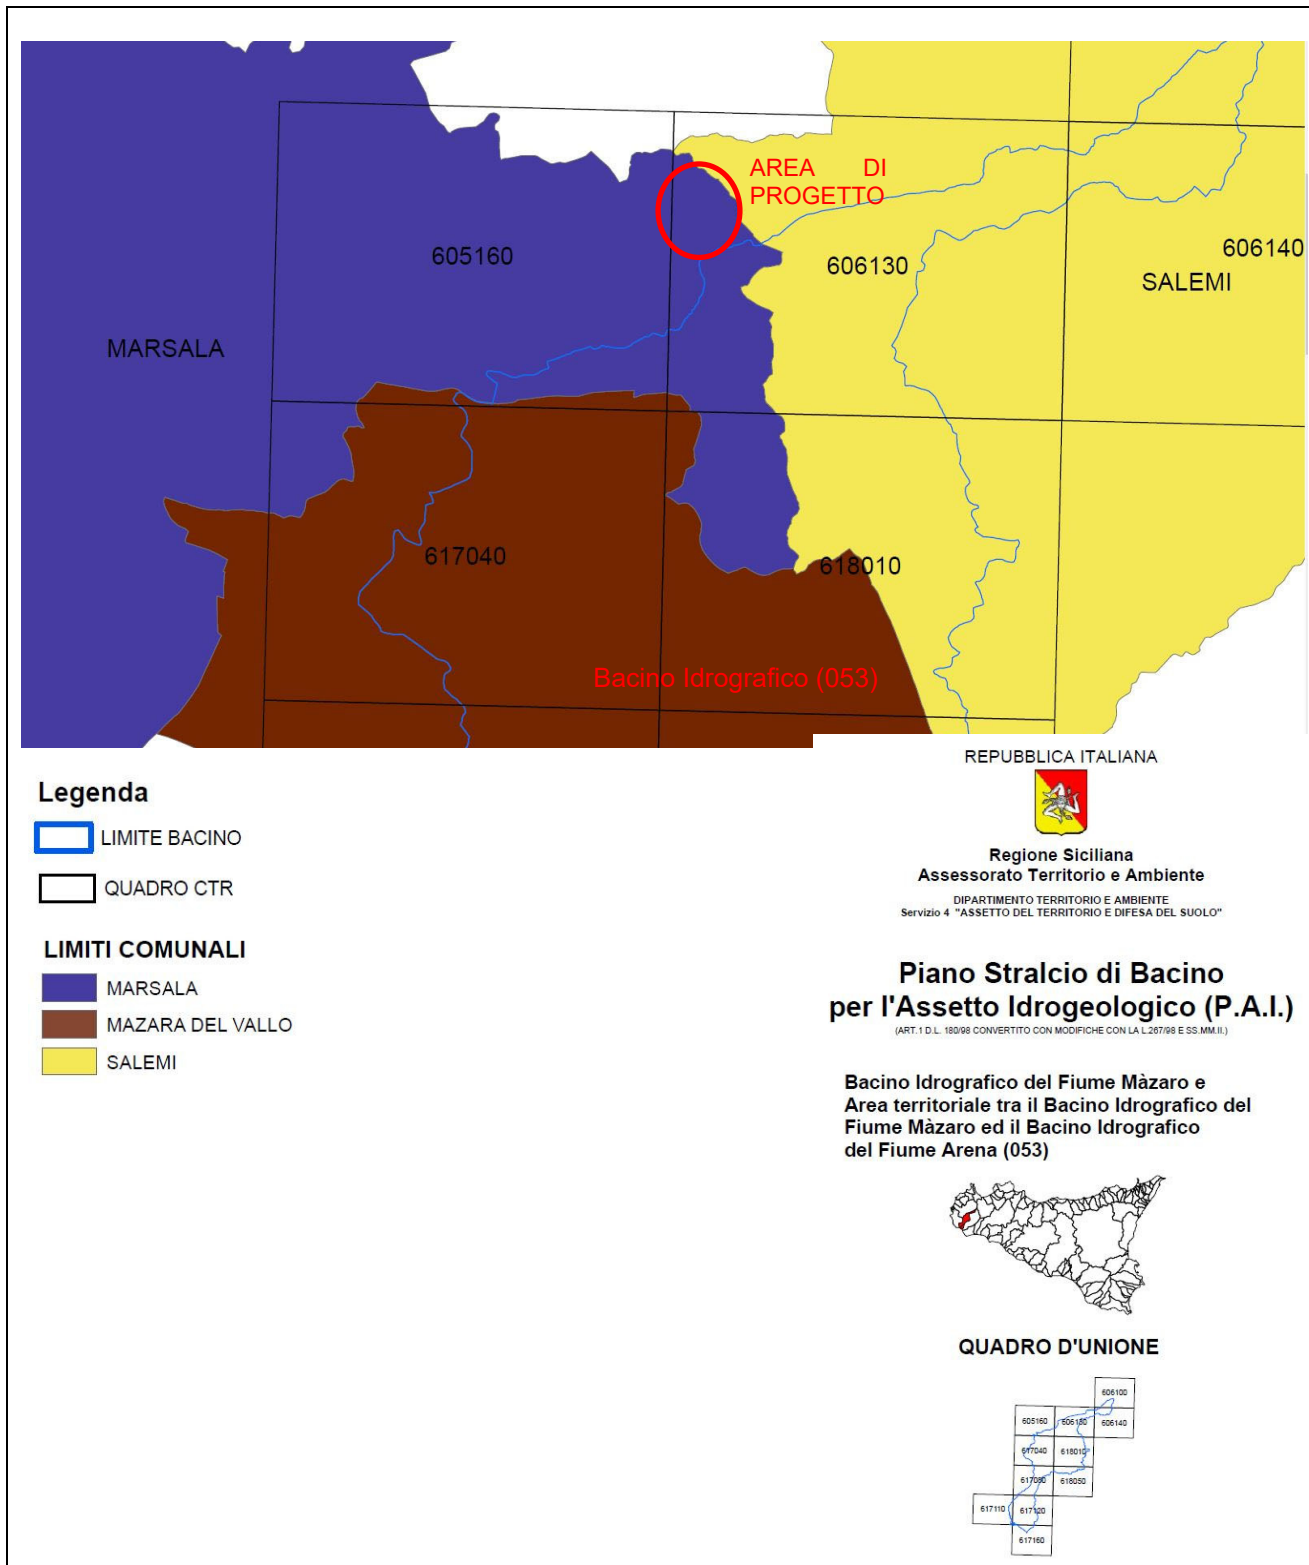 AREA DI
PROGETTO
605160
606130
606140
SALEMI
MARSALA
617040
618010
Bacino Idrografico (053)
Legenda
LIMITE BACINO
QUADRO CTR
LIMITI COMUNALI
MARSALA
MAZARA DEL VALLO
SALEMI
REPUBBLICA ITALIANA
Regione Siciliana
Assessorato Territorio e Ambiente
DIPARTIMENTO TERRITORIO E AMBIENTE
Servizio 4 "ASSETTO DEL TERRITORIO E DIFESA DEL SUOLO"
Piano Stralcio di Bacino
per l'Assetto Idrogeologico (P.A.I.)
(ART.1 D.L. 180/98 CONVERTITO CON MODIFICHE CON LA L.267/98 E SS.MM.II.)
Bacino Idrografico del Fiume Màzaro e
Area territoriale tra il Bacino Idrografico del
Fiume Màzaro ed il Bacino Idrografico
del Fiume Arena (053)
QUADRO D'UNIONE
606100
605160 606130 606140
617040 618010
617080 618050
617110 617120
617160